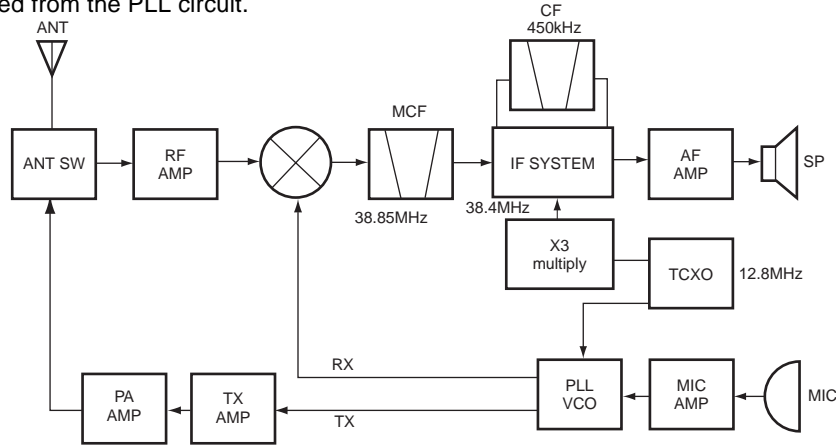 ed from the PLL circuit.
ANT
CF
450kHz
MCF
ANT SW
RF
AMP
IF SYSTEM
AF
AMP
SP
38.85MHz
38.4MHz
X3
multiply
TCXO
12.8MHz
RX
PA
AMP
TX
AMP
TX
PLL
VCO
MIC
AMP
MIC